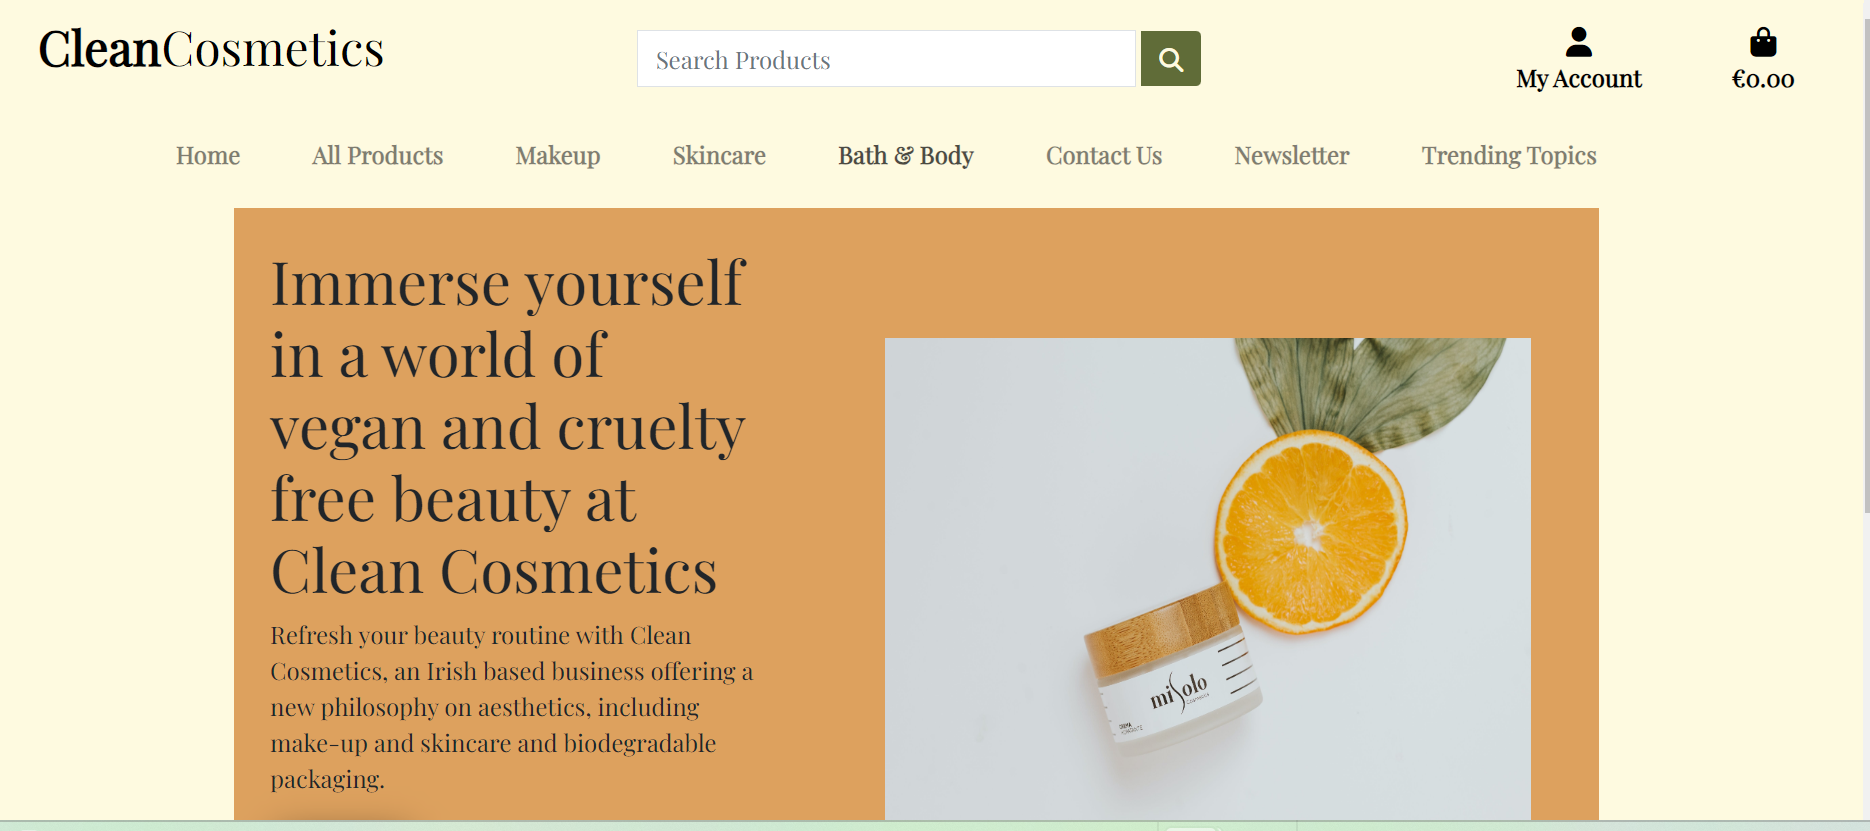 CleanCosmetics
Search Products
My Account
€0.00
Home
All Products
Makeup
Skincare
Bath & Body
Contact Us
Newsletter
Trending Topics
Immerse yourself
in a world of
vegan and cruelty
free beauty at
Clean Cosmetics
Refresh your beauty routine with Clean
Cosmetics, an Irish based business offering a
new philosophy on aesthetics, including
make-up and skincare and biodegradable
packaging.
miSolo
CREMA